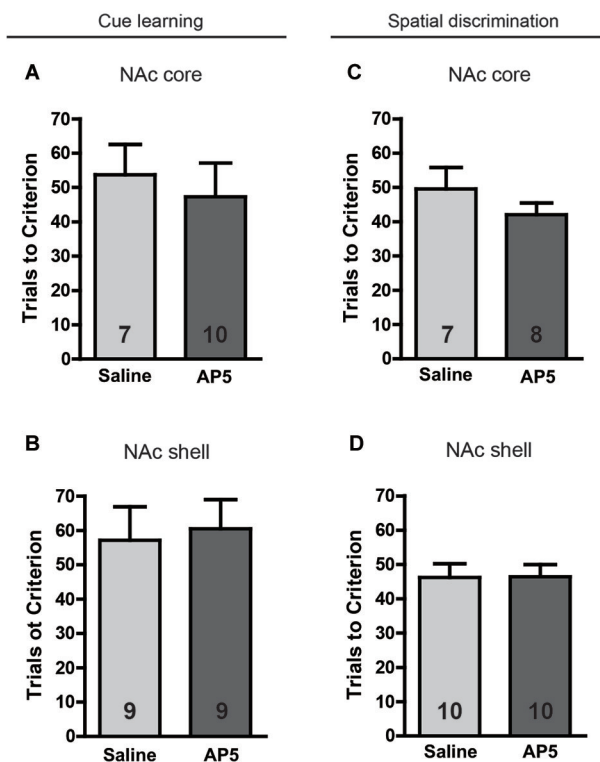 Cue learning
Spatial discrimination
A
NAc core
Trials to Criterion
70
60
50
40
30
20
10
0
7
10
Saline
AP5
C
NAc core
Trials to Criterion
70
60
50
40
30
20
10
0
7
8
Saline
AP5
B
NAc shell
Trials ot Criterion
70
60
50
40
30
20
10
0
9
9
Saline
AP5
D
NAc shell
Trials to Criterion
70
60
50
40
30
20
10
0
10
10
Saline
AP5